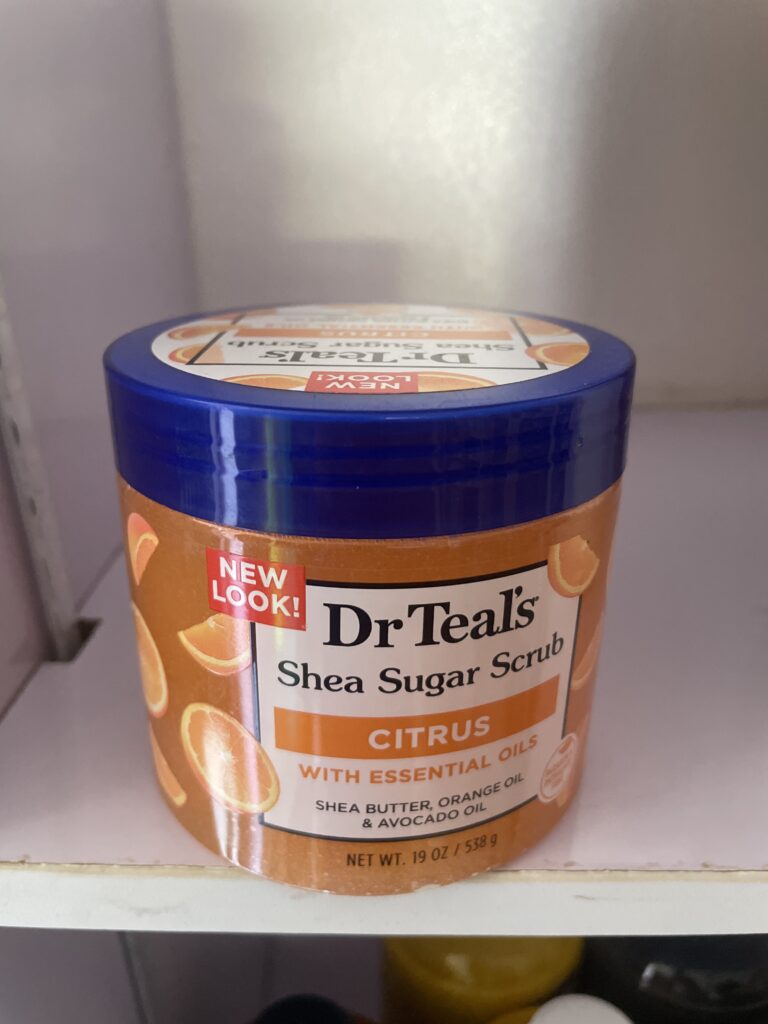 CITRUS
Shea Sugar Scrub
Dr Teal's
NEW LOOK!
NEW
LOOK!
Dr Teal's
Shea Sugar Scrub
CITRUS
WITH ESSENTIAL OILS
SHEA BUTTER, ORANGE OIL
& AVOCADO OIL
NET WT. 19 OZ / 538 g